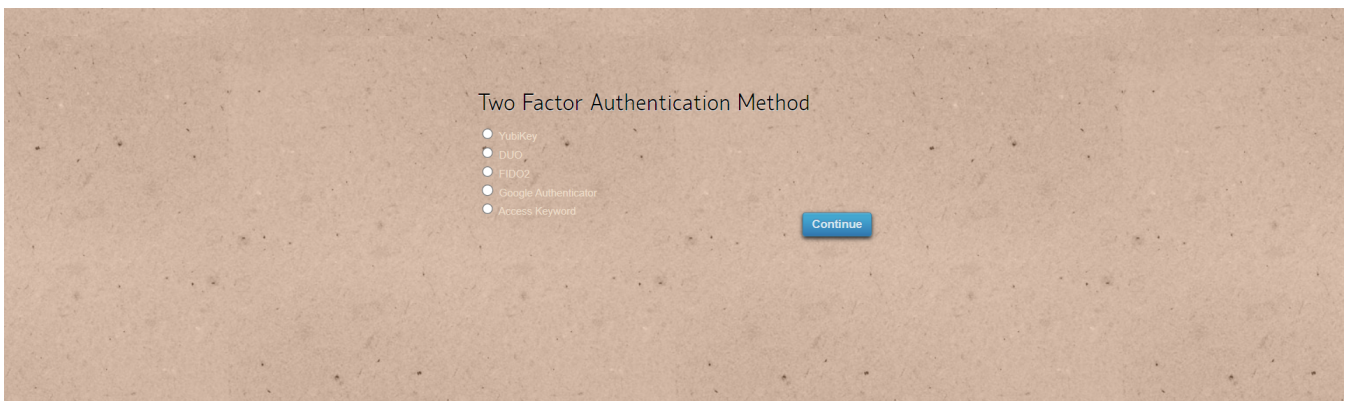 Two Factor Authentication Method
YubiKey
DUO
FIDO2
Google Authenticator
Access Keyword
Continue